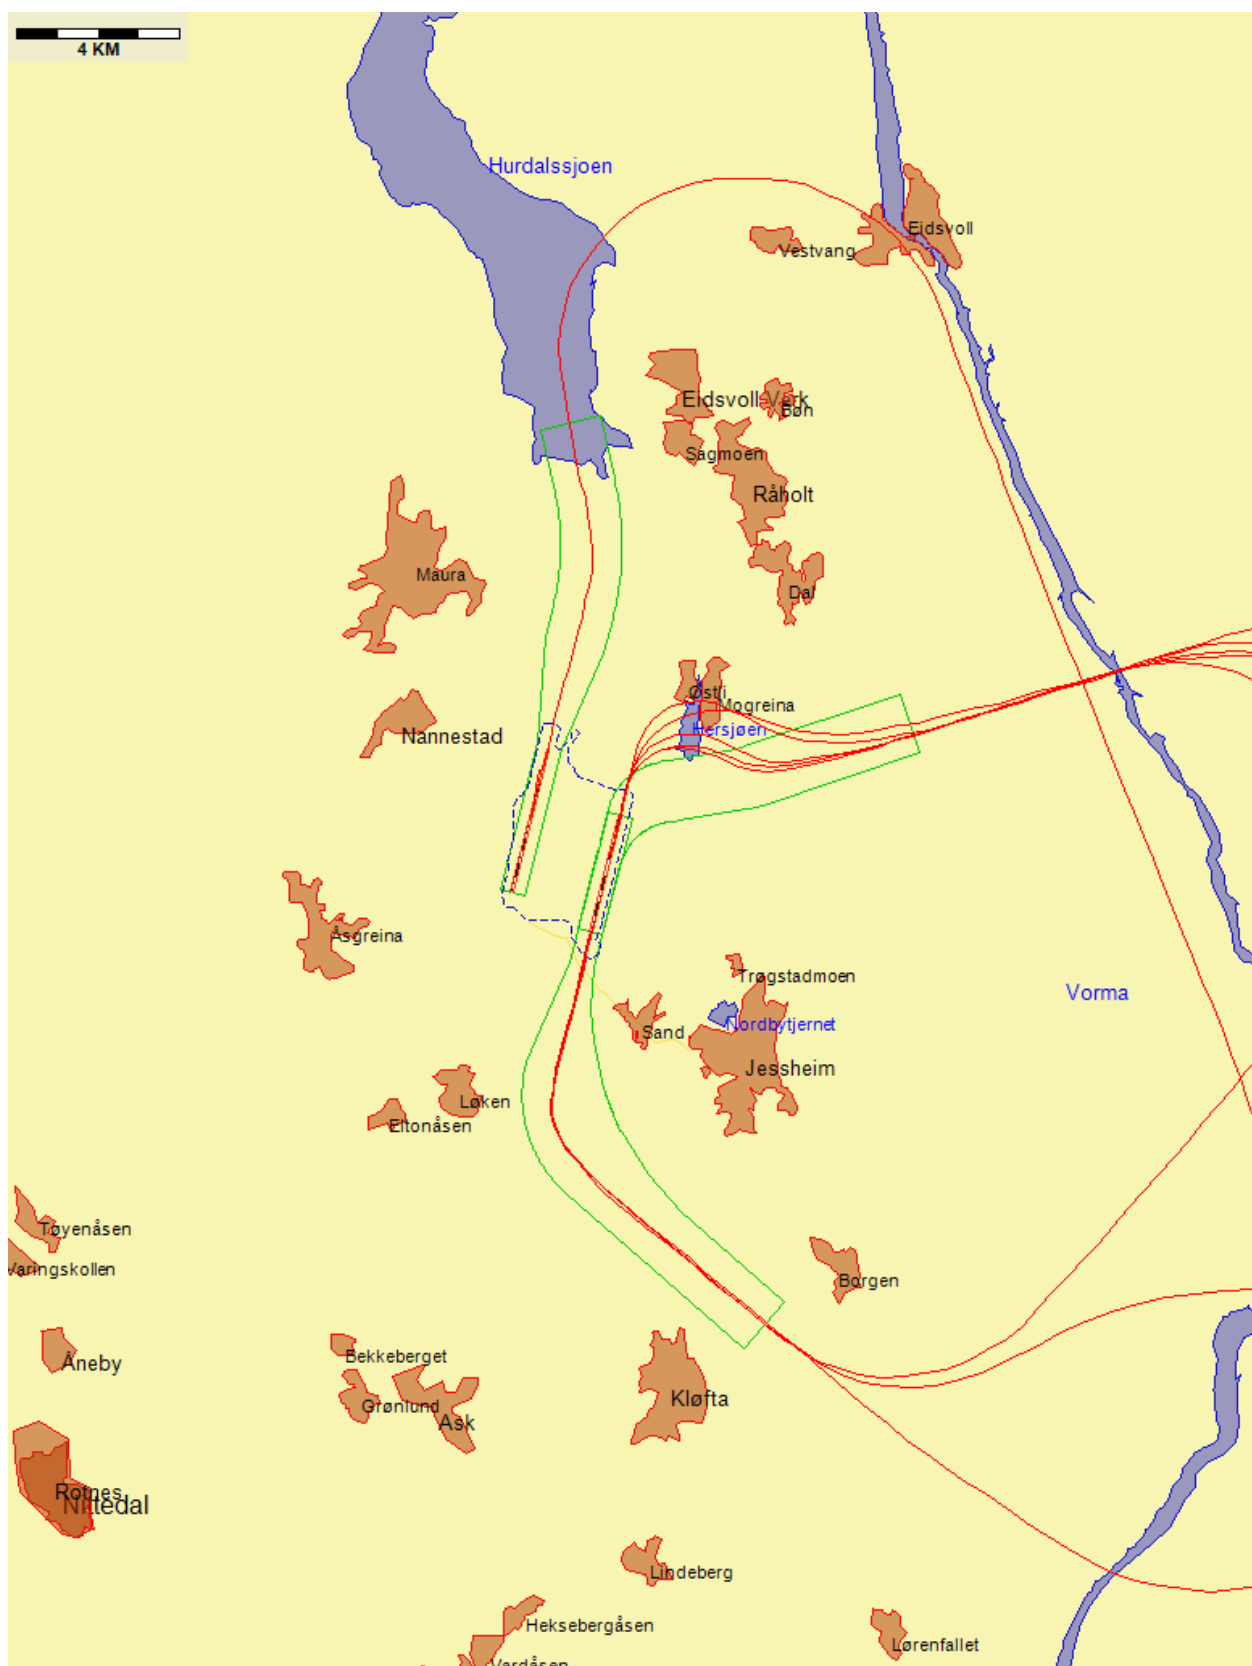 4 KM
Hurdalssjoen
Eidsvoll
Vestvang
Eidsvoll Verk
Bøn
Sagmoen
Råholt
Maura
Dal
Østli
Mogreina
Hersjøen
Nannestad
Åsgreina
Trøgstadmoen
Vorma
Nordbytjernet
Sand
Jessheim
Løken
Eltonåsen
Tøyenåsen
Varingskollen
Borgen
Bekkeberget
Åneby
Kløfta
Grønlund
Ask
Rotnes
Nittedal
Lindeberg
Heksebergåsen
Lørenfallet
Vardåsen